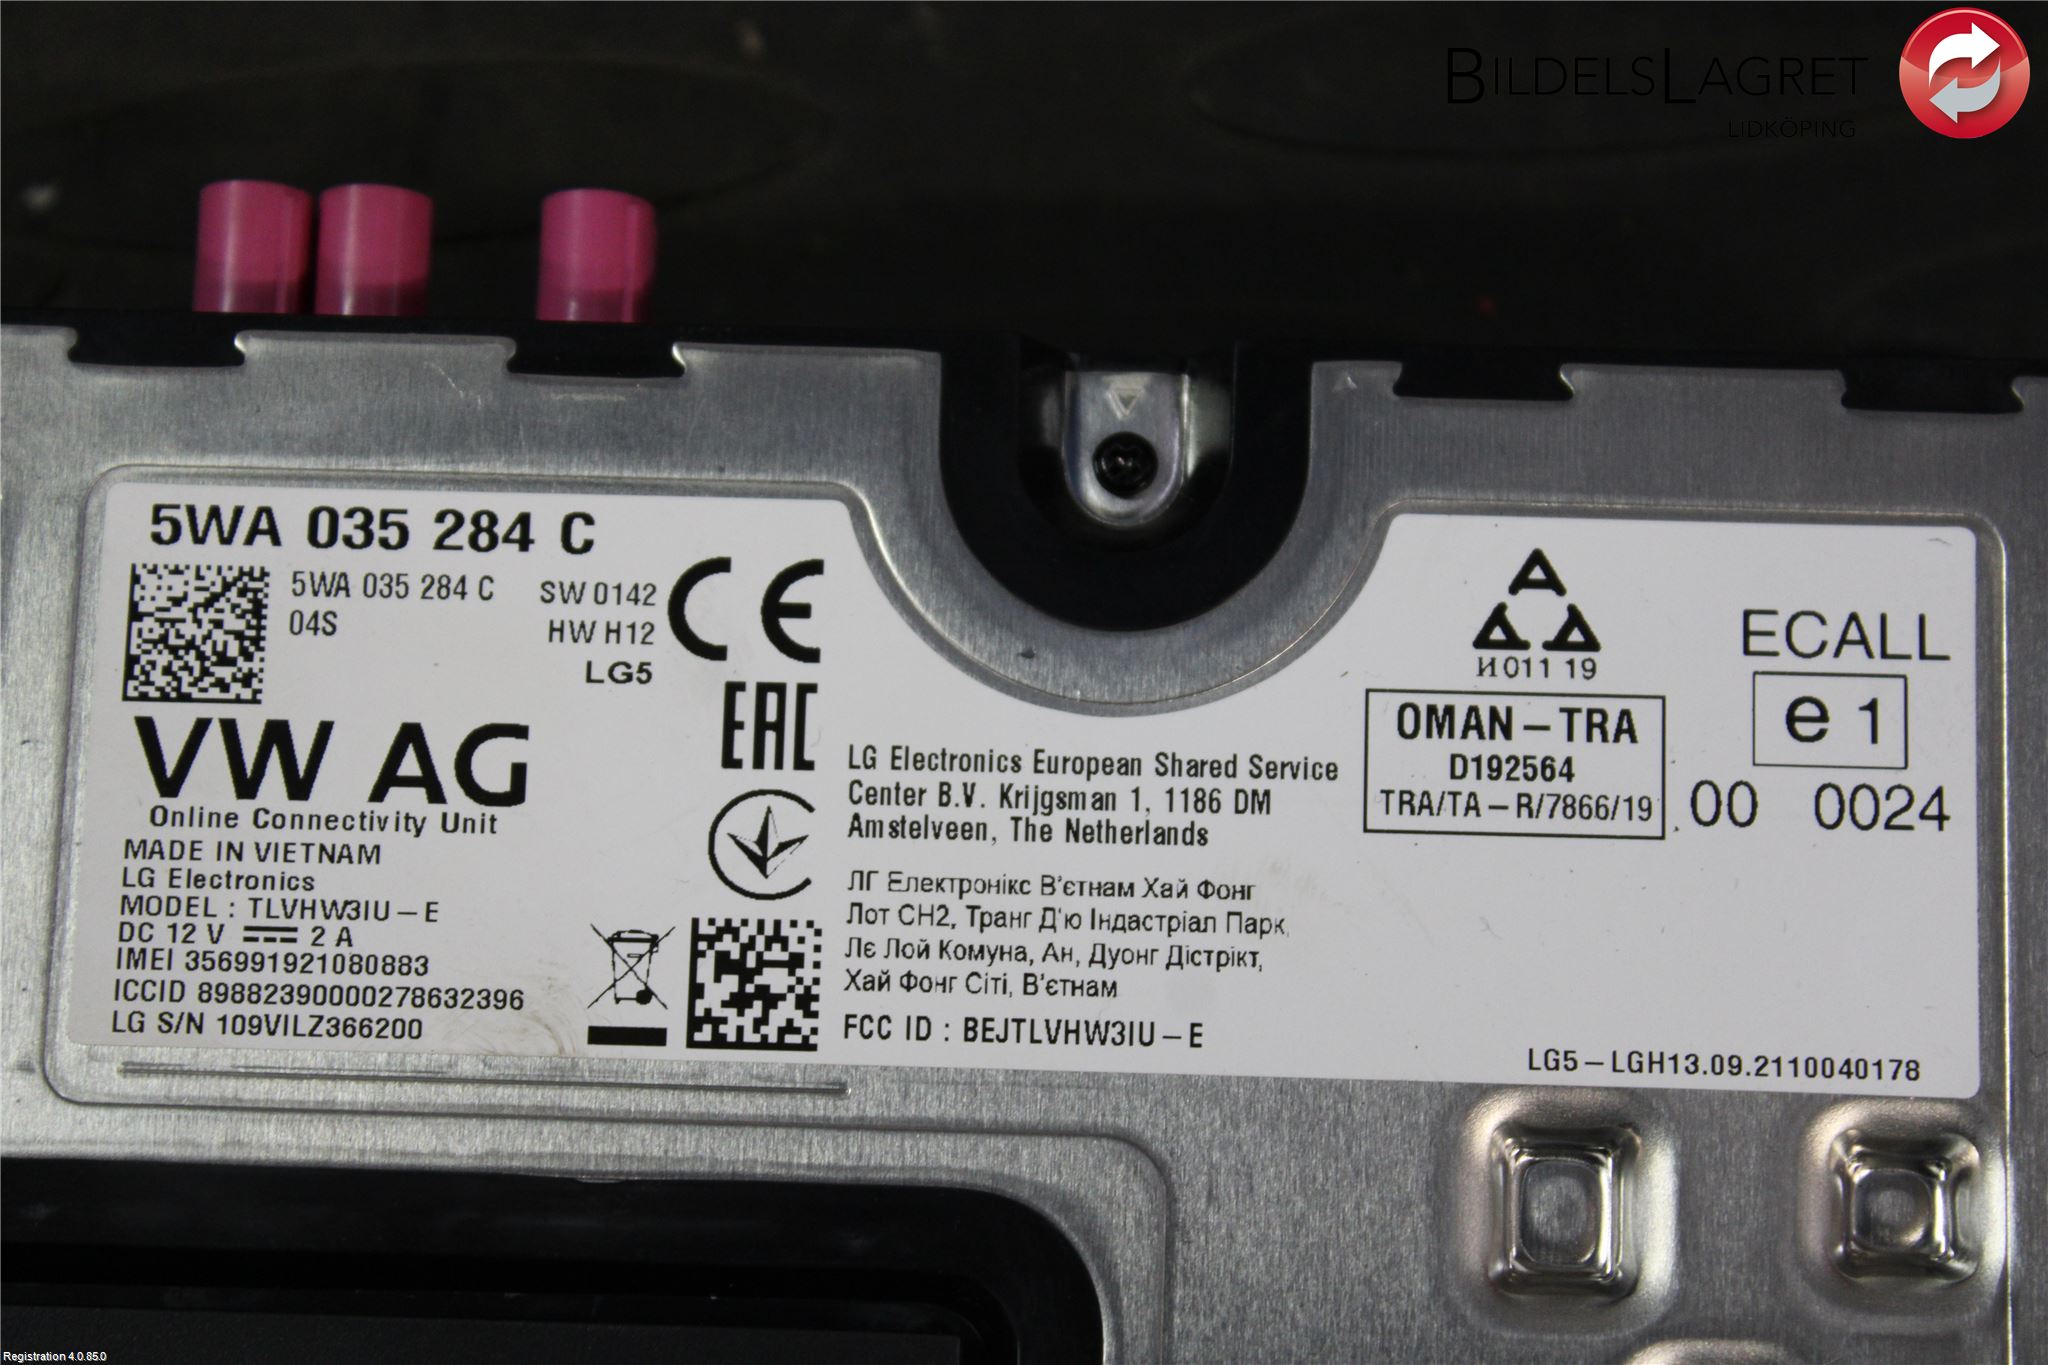 BILDELSLAGRET
LIDKÖPING
5WA 035 284 C
5WA 035 284 C
04S
SW 0142
HW H12
LG5
CE
EAC
VW AG
Online Connectivity Unit
MADE IN VIETNAM
LG Electronics
MODEL : TLVHW3IU-E
DC 12 V 2 A
IMEI 356991921080883
ICCID 89882390000278632396
LG S/N 109VILZ366200
LG Electronics European Shared Service
Center B.V. Krijgsman 1, 1186 DM
Amstelveen, The Netherlands
ЛГ Електронікс В'єтнам Хай Фонг
Лот СН2, Транг Д'ю Індастріал Парк,
Лє Лой Комуна, Ан, Дуонг Дістрікт,
Хай Фонг Сіті, В'єтнам
FCC ID : BEJTLVHW3IU-E
A
A A
И011 19
OMAN-TRA
D192564
TRA/TA-R/7866/19
ECALL
e1
00 0024
LG5-LGH13.09.2110040178
Registration 4.0.85.0